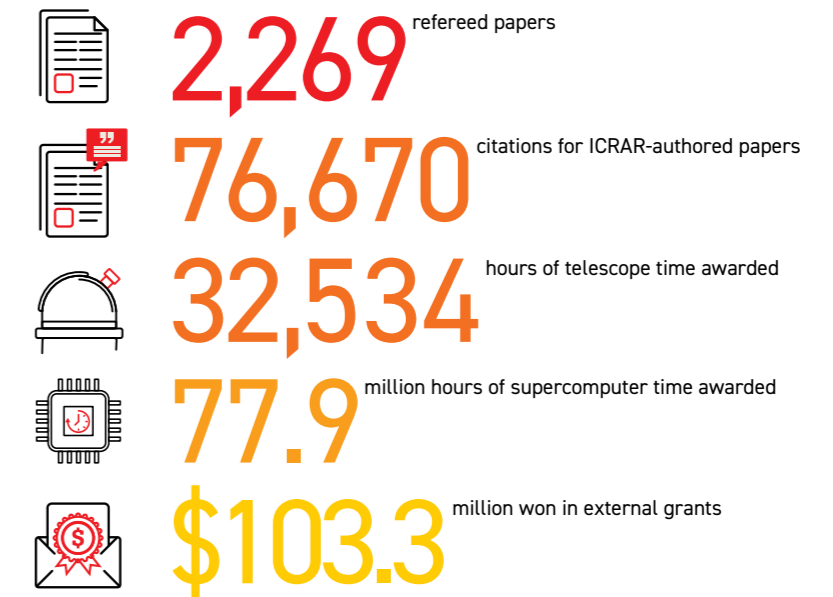 2,269 refereed papers
76,670 citations for ICRAR-authored papers
32,534 hours of telescope time awarded
77.9 million hours of supercomputer time awarded
$
$103.3 million won in external grants